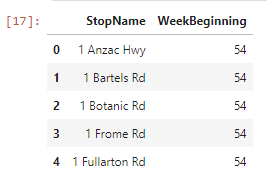 [17]:
StopName WeekBeginning
0 1 Anzac Hwy 54
1 1 Bartels Rd 54
2 1 Botanic Rd 54
3 1 Frome Rd 54
4 1 Fullarton Rd 54